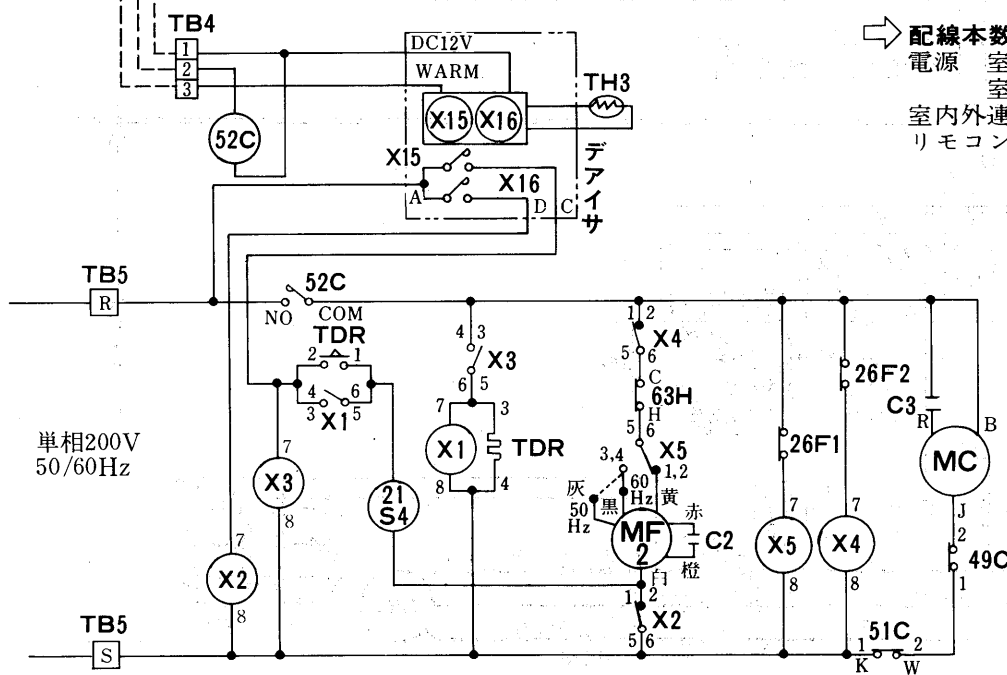 TB4
1
2
3
52C
DC12V
WARM
X15
X16
TH3
デアイサ
X15
X16
A
D
C
配線本数
電源 室
室
室内外連
リモコン
TB5
R
52C
NO
COM
TDR
2
1
4
6
3
5
X1
単相200V
50/60Hz
7
X3
8
21
S4
7
X2
8
4
3
X3
6
5
7
3
X1
TDR
8
4
1
2
X4
5
6
C
63H
H
5
6
X5
3,4
1,2
灰
50
Hz
黒
60
Hz
黄
赤
MF
2
C2
橙
白
1
2
X2
5
6
26F1
7
X5
8
26F2
7
X4
8
C3
R
B
MC
J
2
49C
1
51C
1
2
K
W
TB5
S